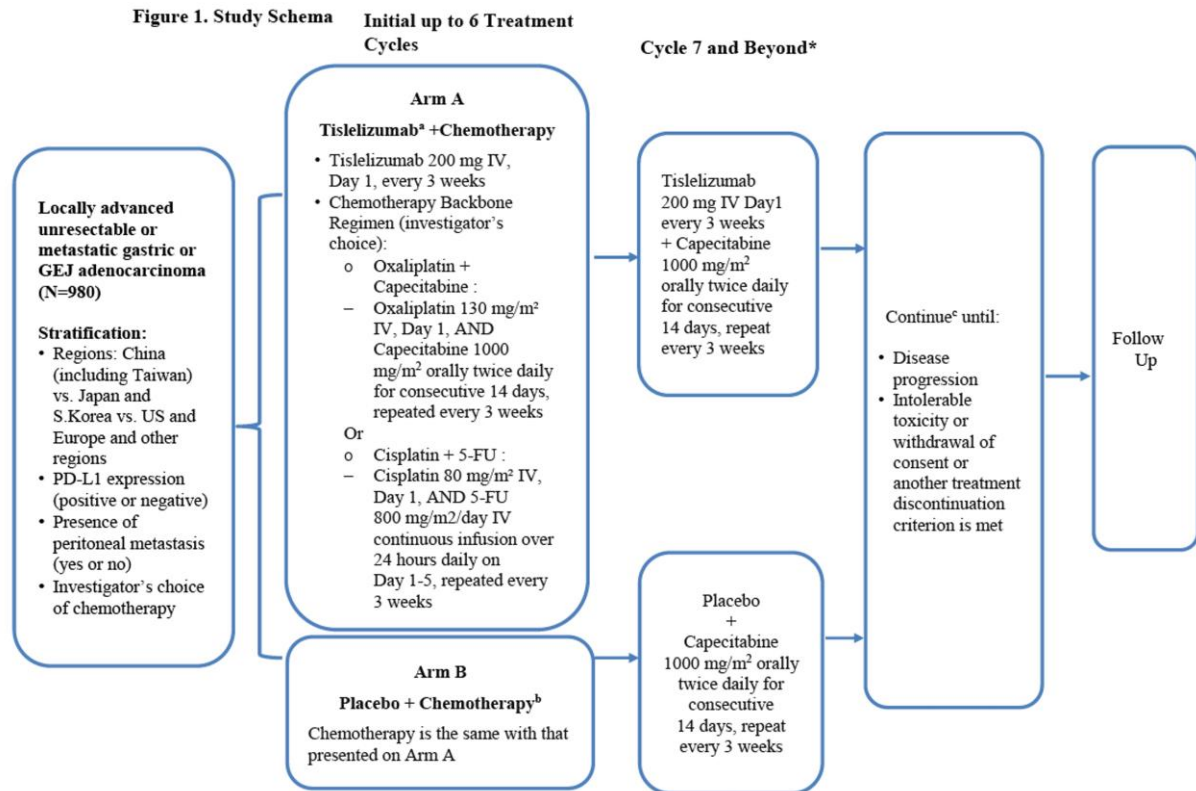 Figure 1. Study Schema
Initial up to 6 Treatment
Cycles
Cycle 7 and Beyond*
Locally advanced
unresectable or
metastatic gastric or
GEJ adenocarcinoma
(N=980)
Stratification:
• Regions: China
(including Taiwan)
vs. Japan and
S.Korea vs. US and
Europe and other
regions
• PD-L1 expression
(positive or negative)
• Presence of
peritoneal metastasis
(yes or no)
• Investigator’s choice
of chemotherapy
Arm A
Tislelizumabᵃ +Chemotherapy
• Tislelizumab 200 mg IV,
Day 1, every 3 weeks
• Chemotherapy Backbone
Regimen (investigator’s
choice):
o Oxaliplatin +
Capecitabine :
– Oxaliplatin 130 mg/m²
IV, Day 1, AND
Capecitabine 1000
mg/m² orally twice daily
for consecutive 14 days,
repeated every 3 weeks
Or
o Cisplatin + 5-FU :
– Cisplatin 80 mg/m² IV,
Day 1, AND 5-FU
800 mg/m2/day IV
continuous infusion over
24 hours daily on
Day 1-5, repeated every
3 weeks
Arm B
Placebo + Chemotherapyᵇ
Chemotherapy is the same with that
presented on Arm A
Tislelizumab
200 mg IV Day1
every 3 weeks
+ Capecitabine
1000 mg/m²
orally twice daily
for consecutive
14 days, repeat
every 3 weeks
Placebo
+
Capecitabine
1000 mg/m² orally
twice daily for
consecutive
14 days, repeat
every 3 weeks
Continueᶜ until:
• Disease
progression
• Intolerable
toxicity or
withdrawal of
consent or
another treatment
discontinuation
criterion is met
Follow
Up